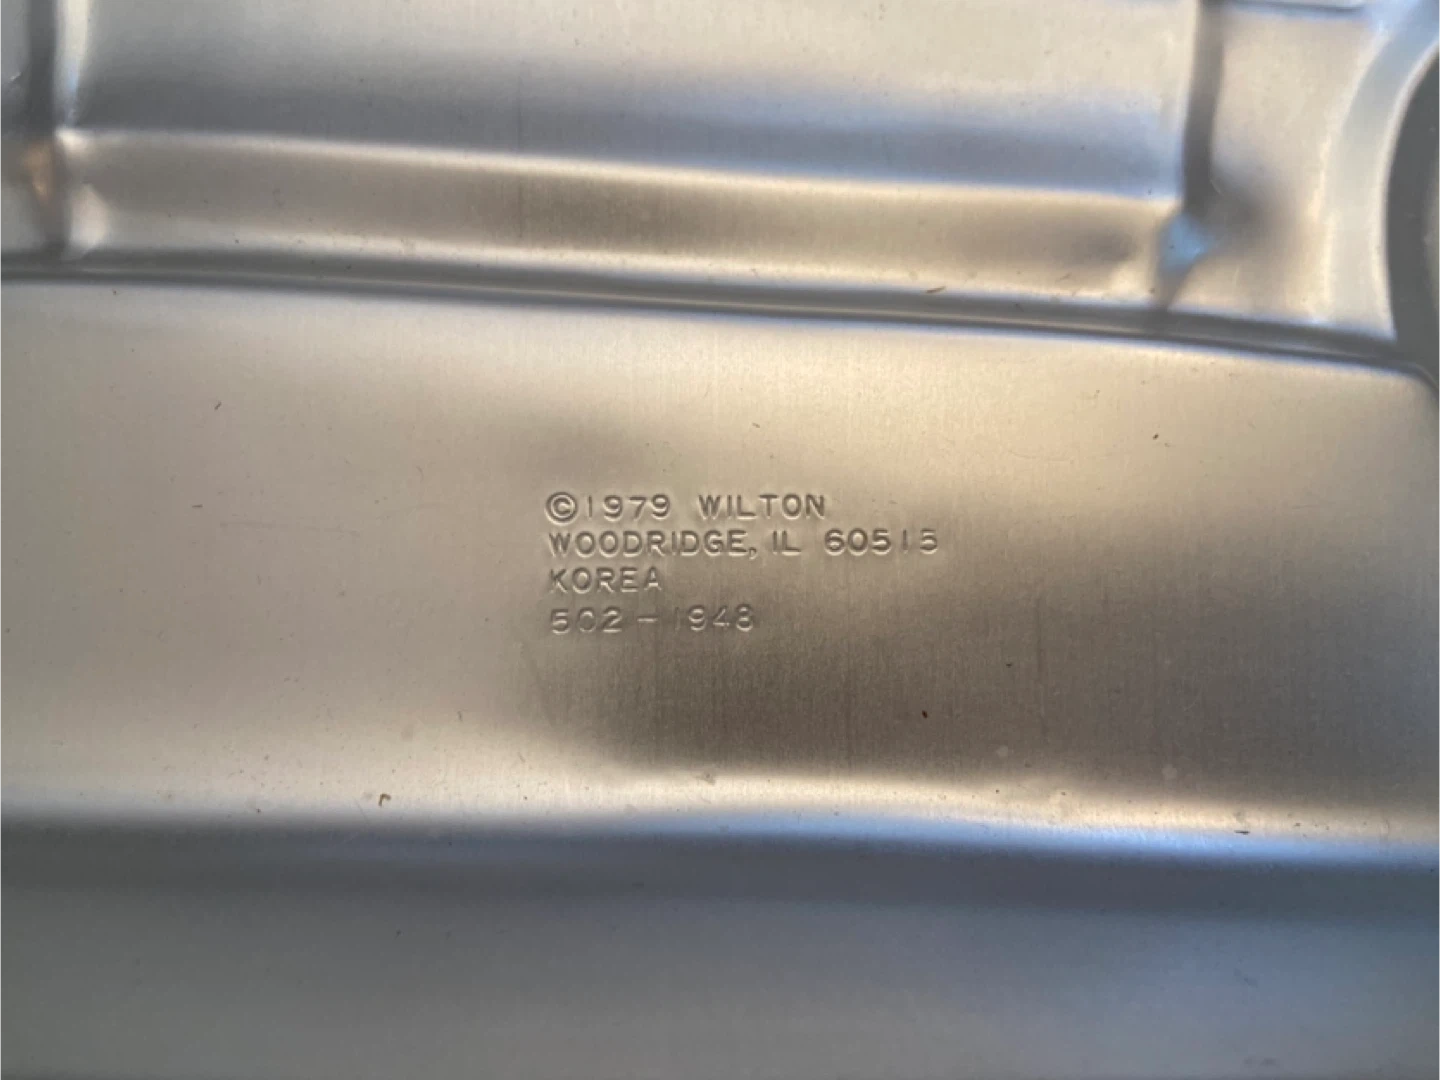 ©1979 WILTON
WOODRIDGE, IL 60515
KOREA
502-1948